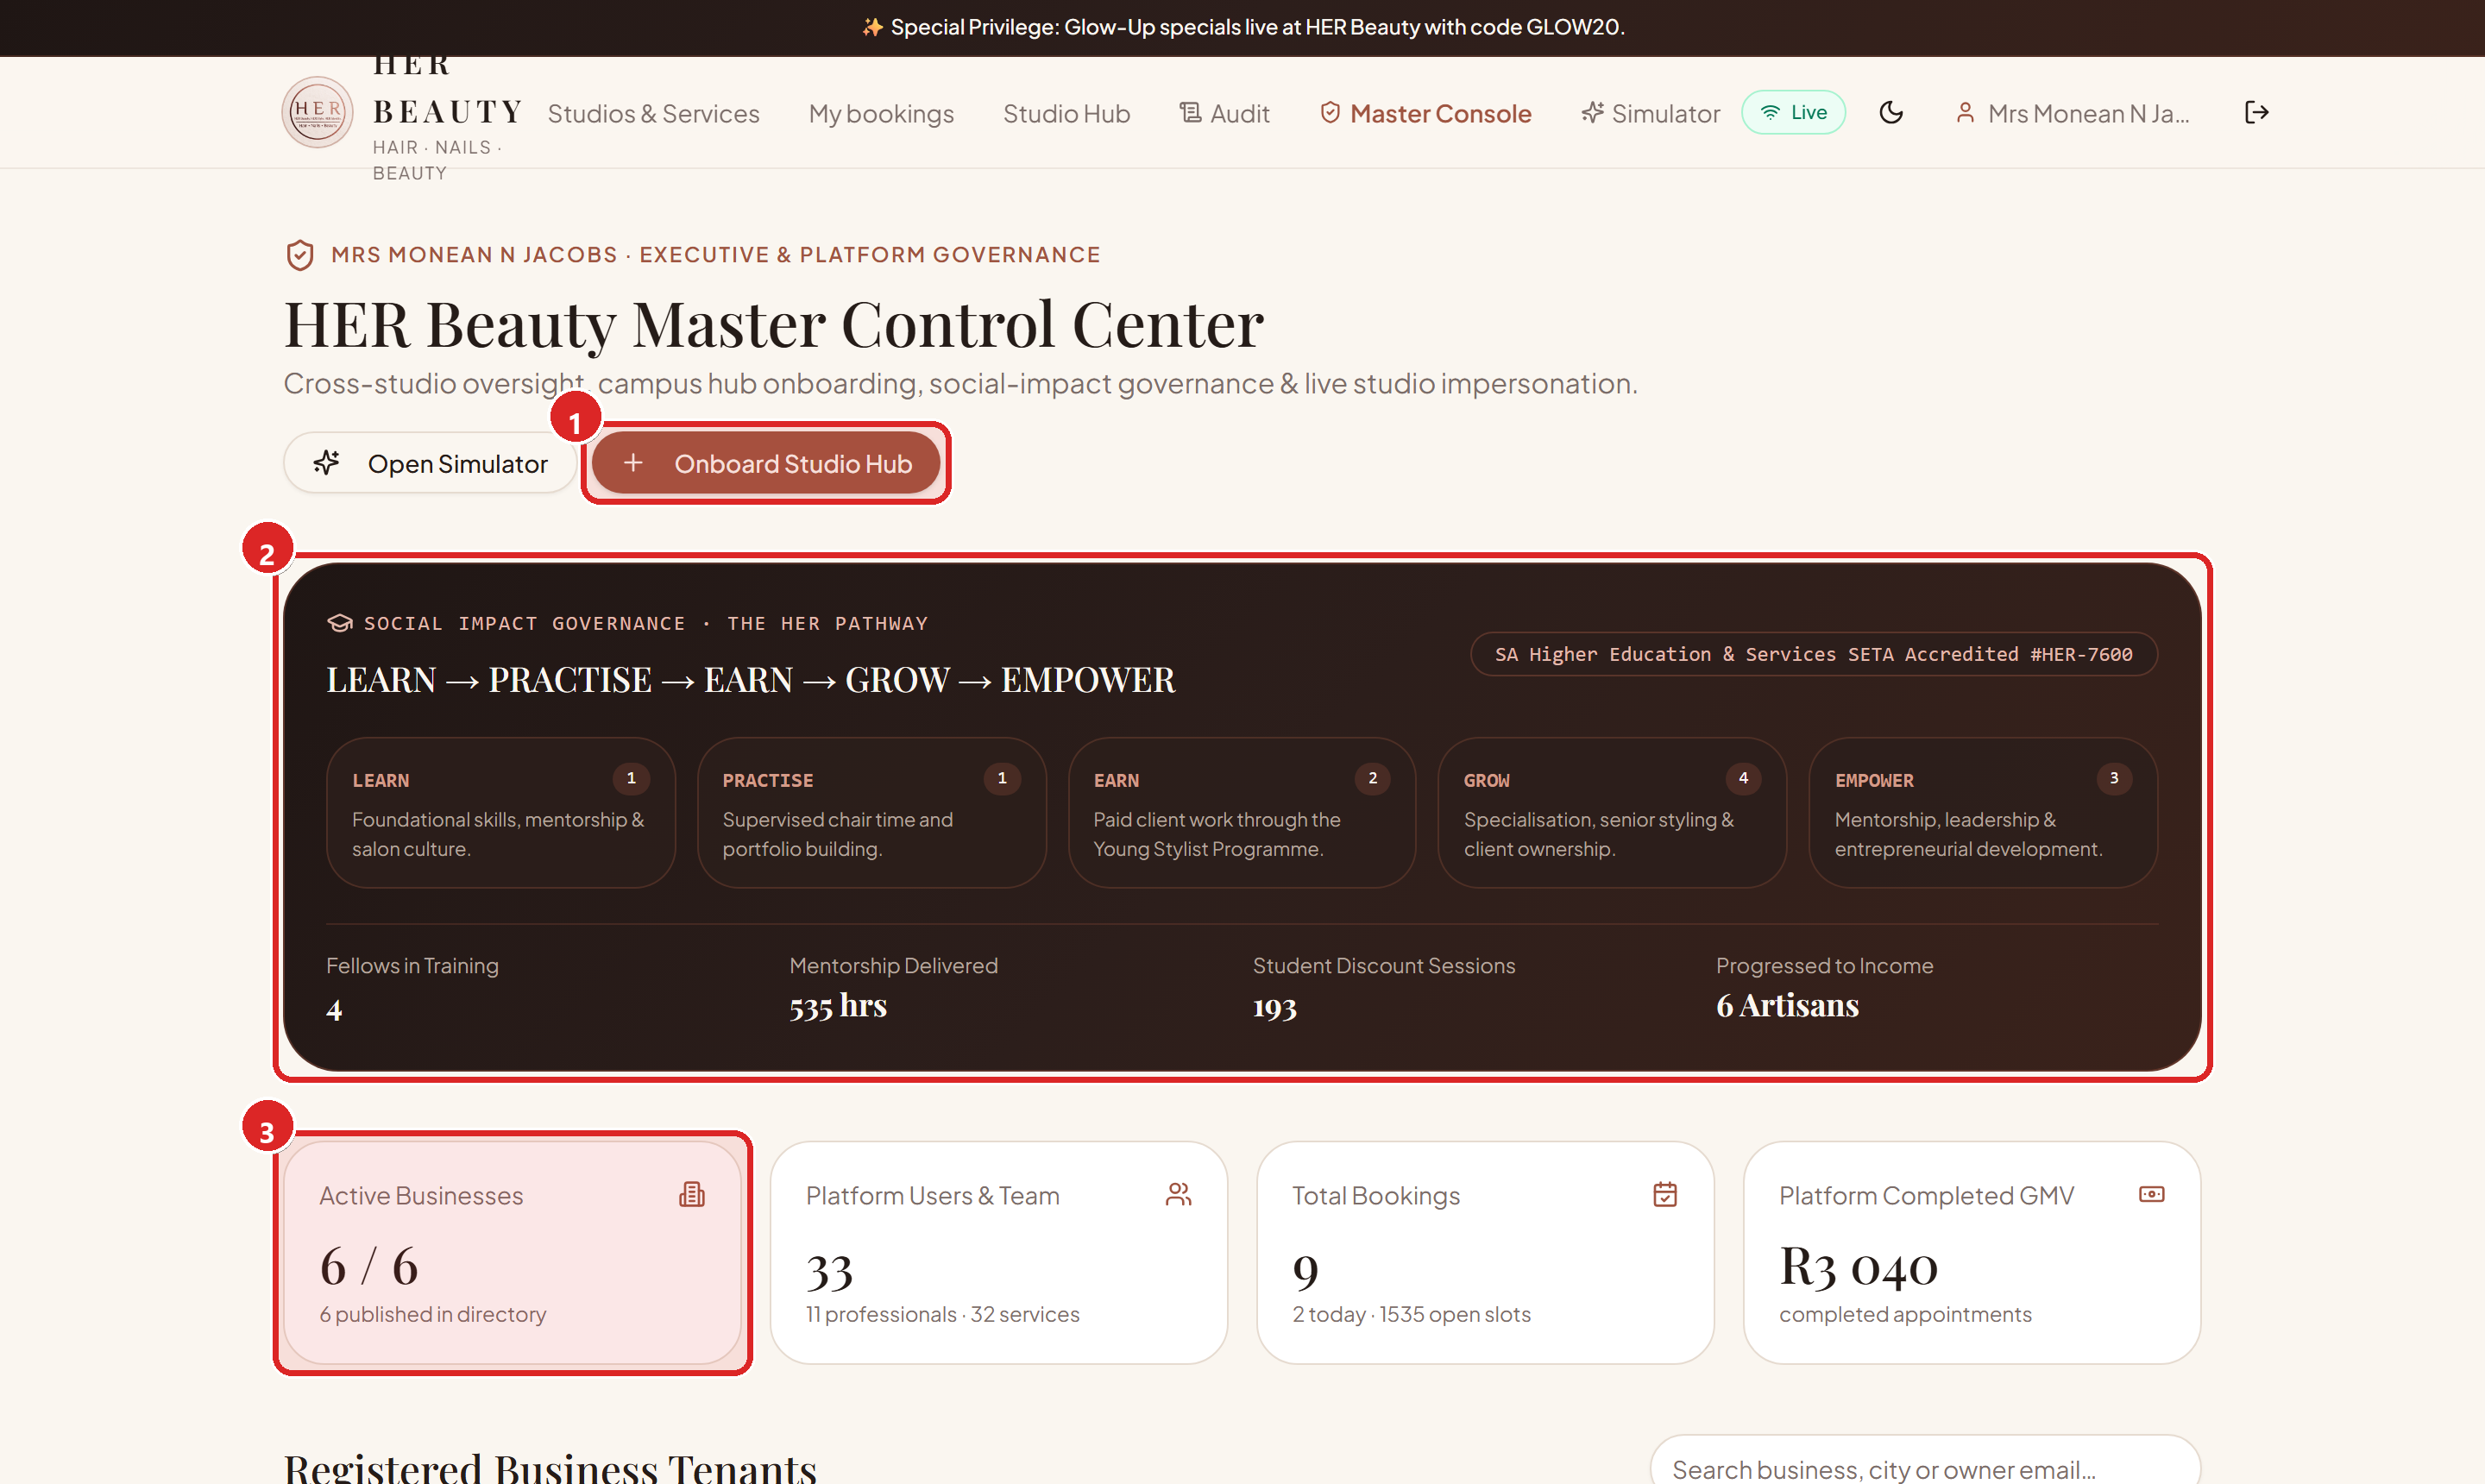 ✨ Special Privilege: Glow-Up specials live at HER Beauty with code GLOW20.
HER
HER
BEAUTY
HAIR · NAILS ·
BEAUTY
Studios & Services
My bookings
Studio Hub
Audit
Master Console
Simulator
Live
Mrs Monean N Ja...
MRS MONEAN N JACOBS · EXECUTIVE & PLATFORM GOVERNANCE
HER Beauty Master Control Center
Cross-studio oversight, campus hub onboarding, social-impact governance & live studio impersonation.
1
Open Simulator
Onboard Studio Hub
2
SOCIAL IMPACT GOVERNANCE · THE HER PATHWAY
LEARN → PRACTISE → EARN → GROW → EMPOWER
SA Higher Education & Services SETA Accredited #HER-7600
LEARN 1
Foundational skills, mentorship &
salon culture.
PRACTISE 1
Supervised chair time and
portfolio building.
EARN 2
Paid client work through the
Young Stylist Programme.
GROW 4
Specialisation, senior styling &
client ownership.
EMPOWER 3
Mentorship, leadership &
entrepreneurial development.
Fellows in Training
4
Mentorship Delivered
535 hrs
Student Discount Sessions
193
Progressed to Income
6 Artisans
3
Active Businesses
6 / 6
6 published in directory
Platform Users & Team
33
11 professionals · 32 services
Total Bookings
9
2 today · 1535 open slots
Platform Completed GMV
R3 040
completed appointments
Registered Business Tenants
Search business, city or owner email...